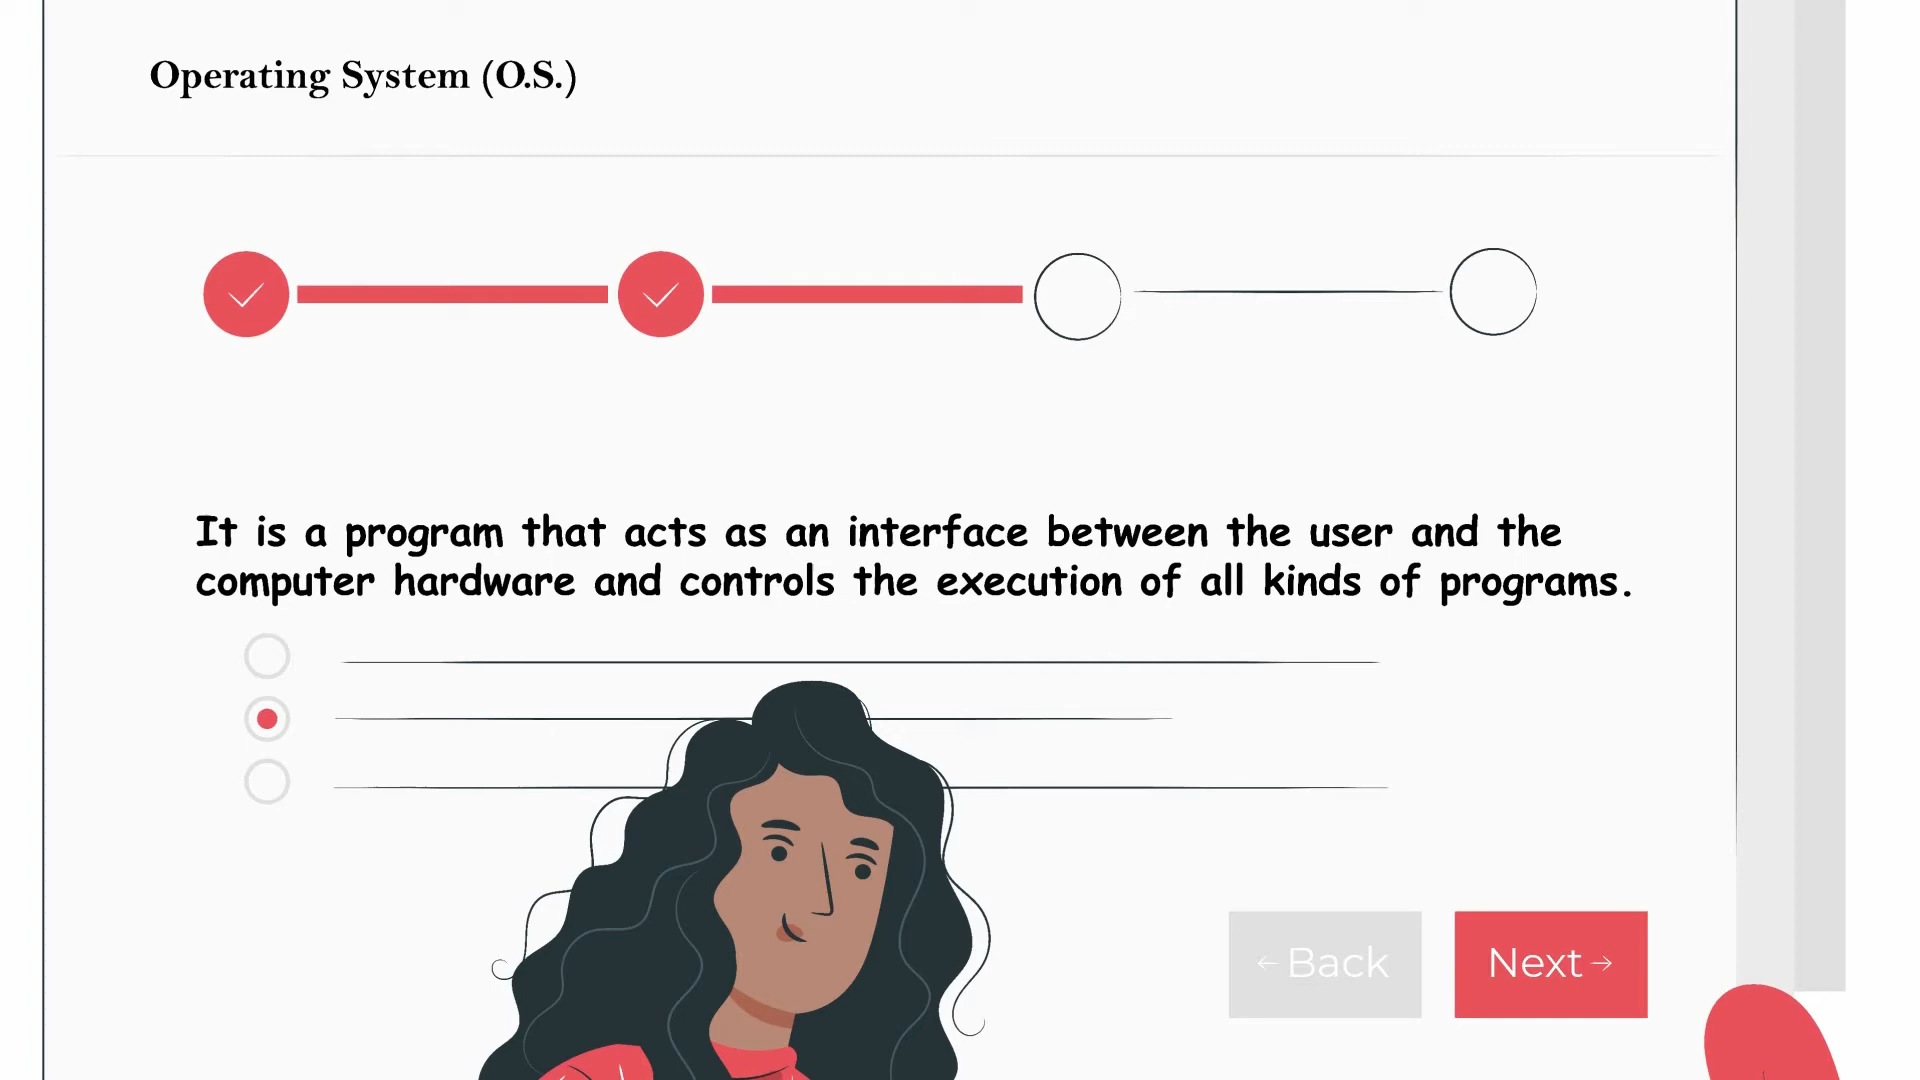 Operating System (O.S.)
It is a program that acts as an interface between the user and the
computer hardware and controls the execution of all kinds of programs.
← Back
Next →